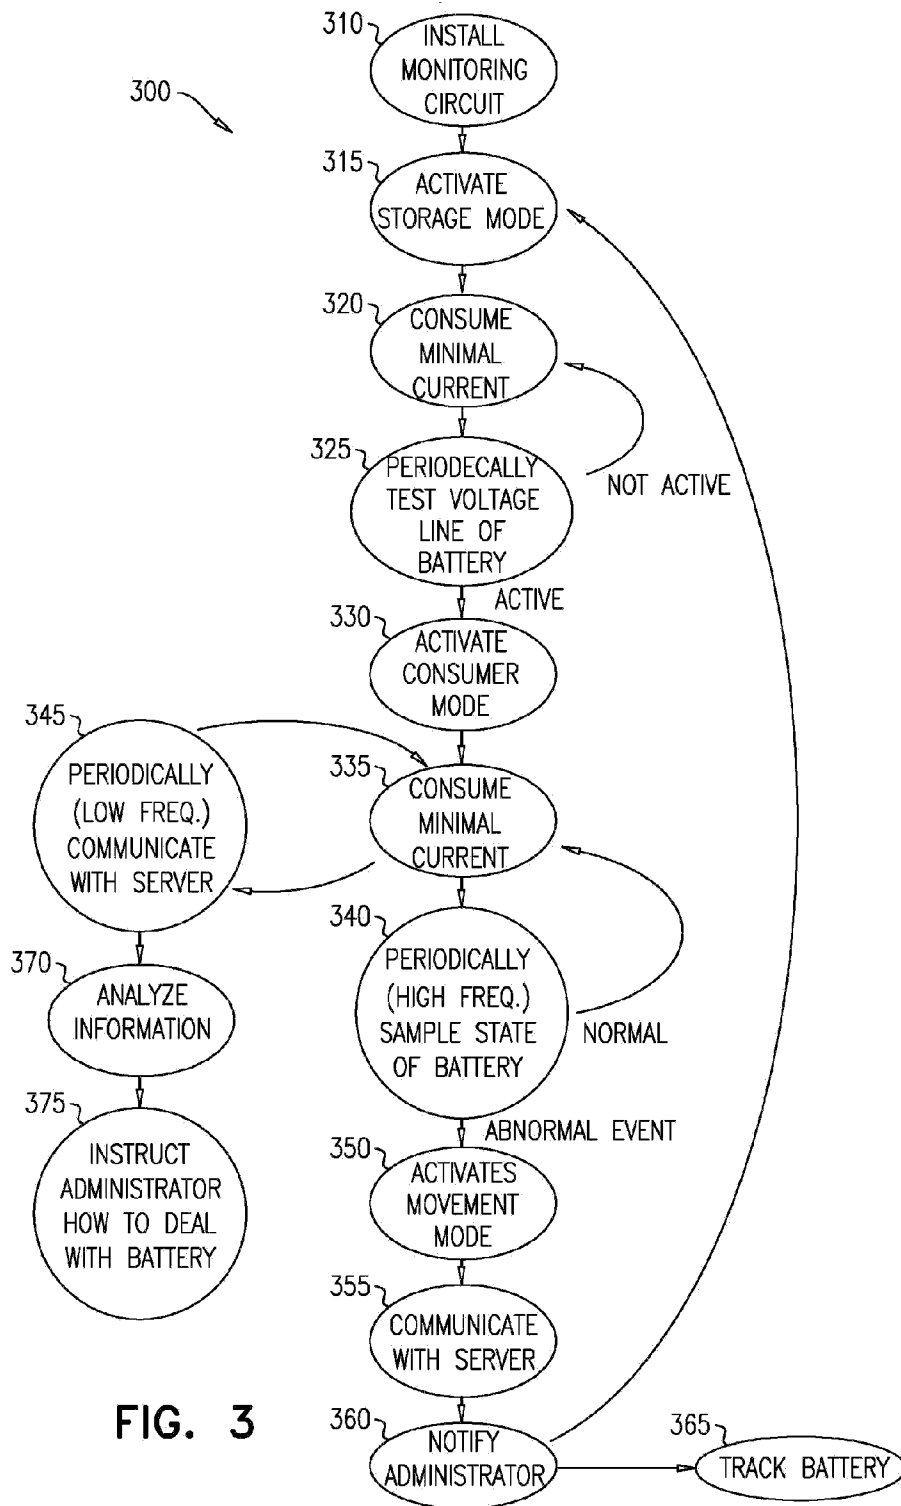 310
INSTALL
MONITORING
CIRCUIT
300
315
ACTIVATE
STORAGE MODE
320
CONSUME
MINIMAL
CURRENT
325
PERIODECALLY
TEST VOLTAGE
LINE OF
BATTERY
NOT ACTIVE
ACTIVE
330
ACTIVATE
CONSUMER
MODE
345
PERIODICALLY
(LOW FREQ.)
COMMUNICATE
WITH SERVER
335
CONSUME
MINIMAL
CURRENT
340
PERIODICALLY
(HIGH FREQ.)
SAMPLE STATE
OF BATTERY
NORMAL
370
ANALYZE
INFORMATION
375
INSTRUCT
ADMINISTRATOR
HOW TO DEAL
WITH BATTERY
ABNORMAL EVENT
350
ACTIVATES
MOVEMENT
MODE
355
COMMUNICATE
WITH SERVER
360
NOTIFY
ADMINISTRATOR
365
TRACK BATTERY
FIG. 3